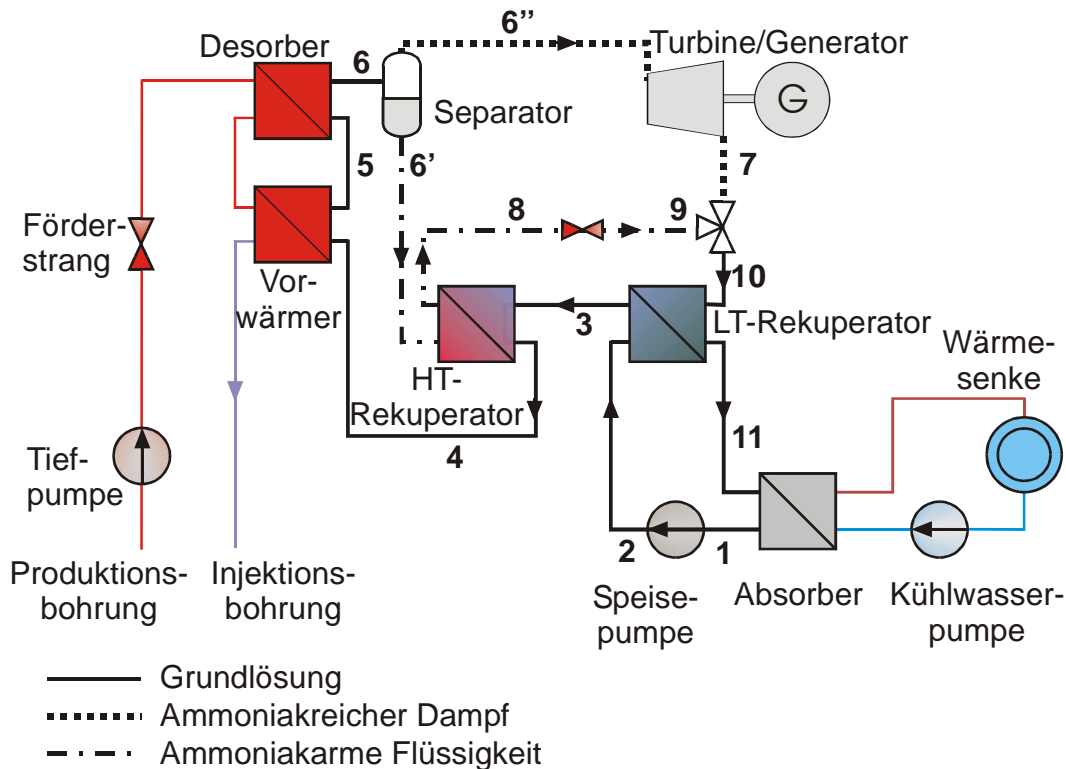 6’’
Desorber
6
Turbine/Generator
G
Separator
5
6’
7
Förder-
strang
8
9
Vor-
wärmer
10
3
LT-Rekuperator
HT-
Rekuperator
Wärme-
senke
4
11
Tief-
pumpe
2
1
Produktions-
bohrung
Injektions-
bohrung
Speise-
pumpe
Absorber
Kühlwasser-
pumpe
Grundlösung
Ammoniakreicher Dampf
Ammoniakarme Flüssigkeit